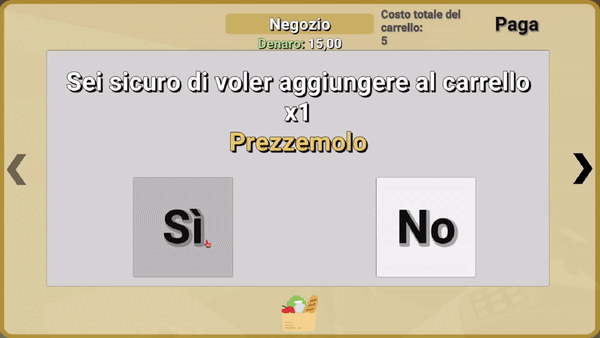 Negozio
Denaro: 15,00
Costo totale del
carrello:
5
Paga
Sei sicuro di voler aggiungere al carrello
x1
Prezzemolo
Sì
No